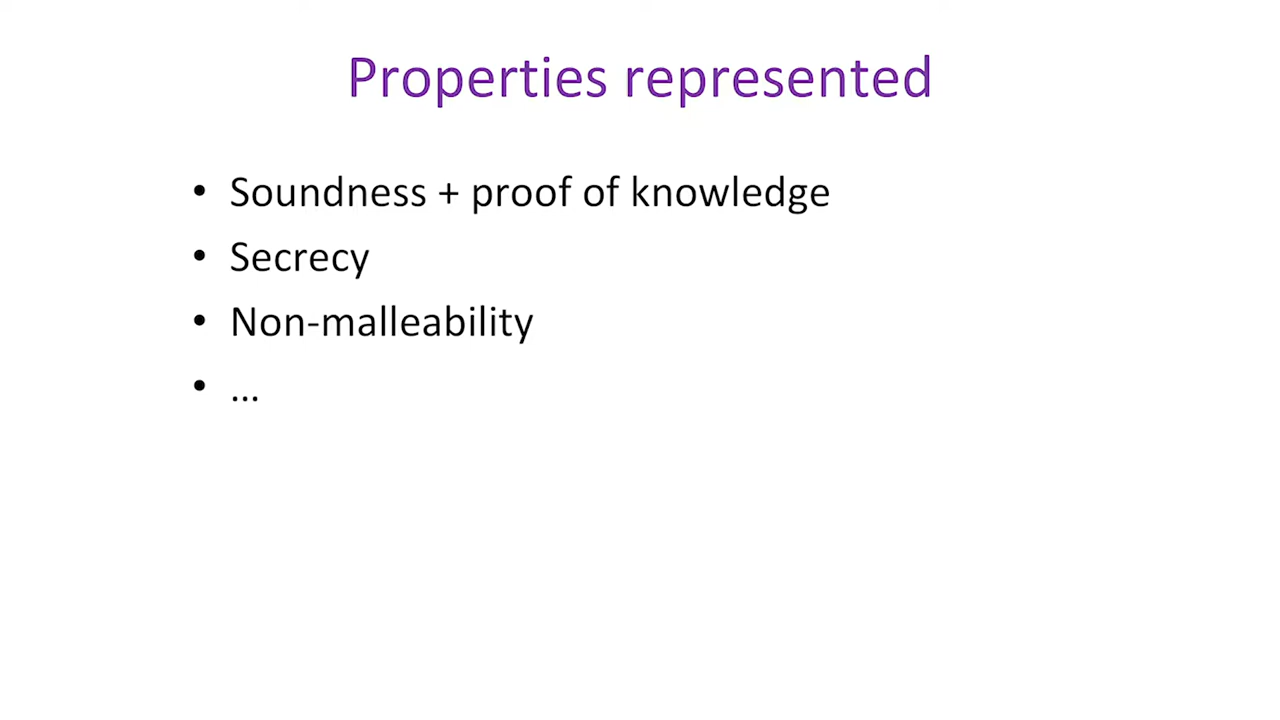 Properties represented
• Soundness + proof of knowledge
• Secrecy
• Non-malleability
• ...